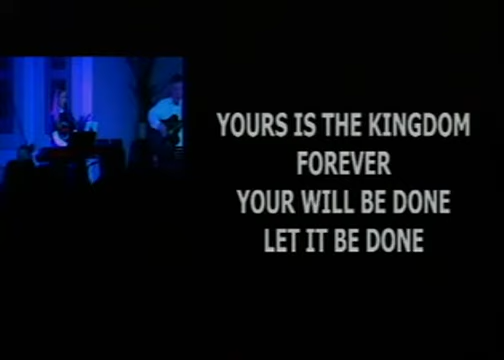 YOURS IS THE KINGDOM
FOREVER
YOUR WILL BE DONE
LET IT BE DONE